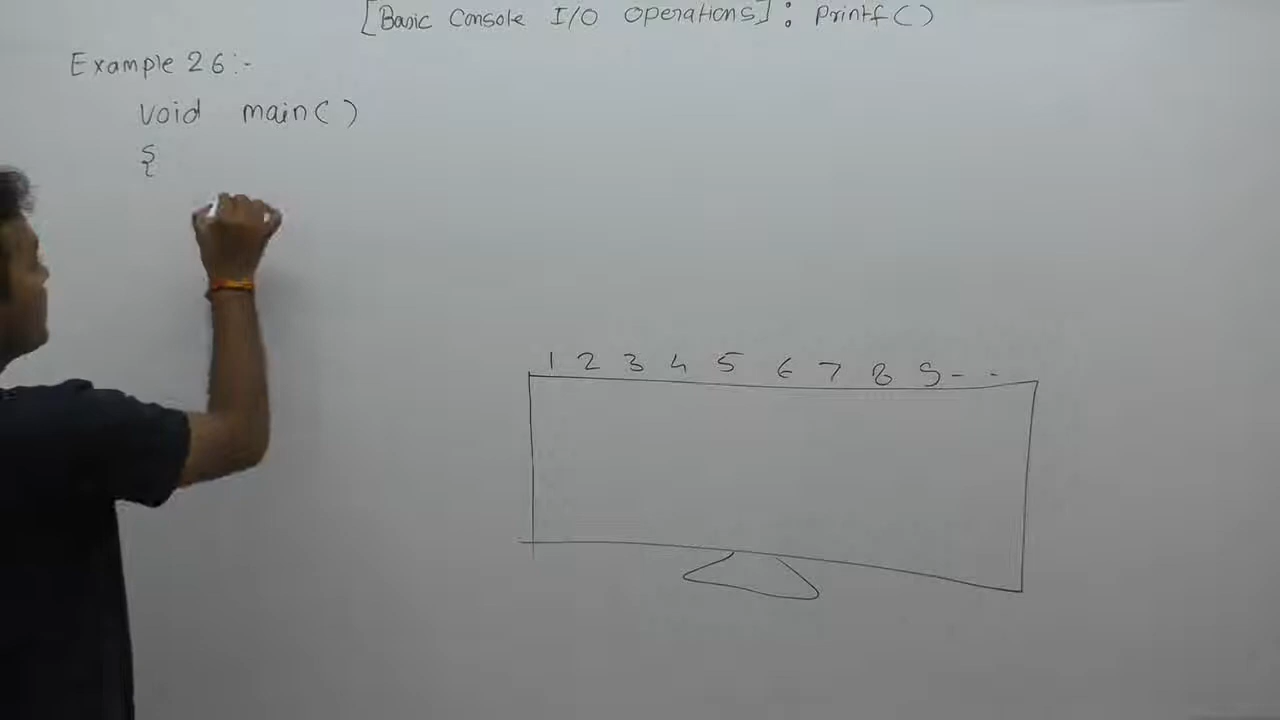 [Basic Console I/O Operations] : printf()
Example 26:-
void main()
{
1 2 3 4 5 6 7 8 9 - -